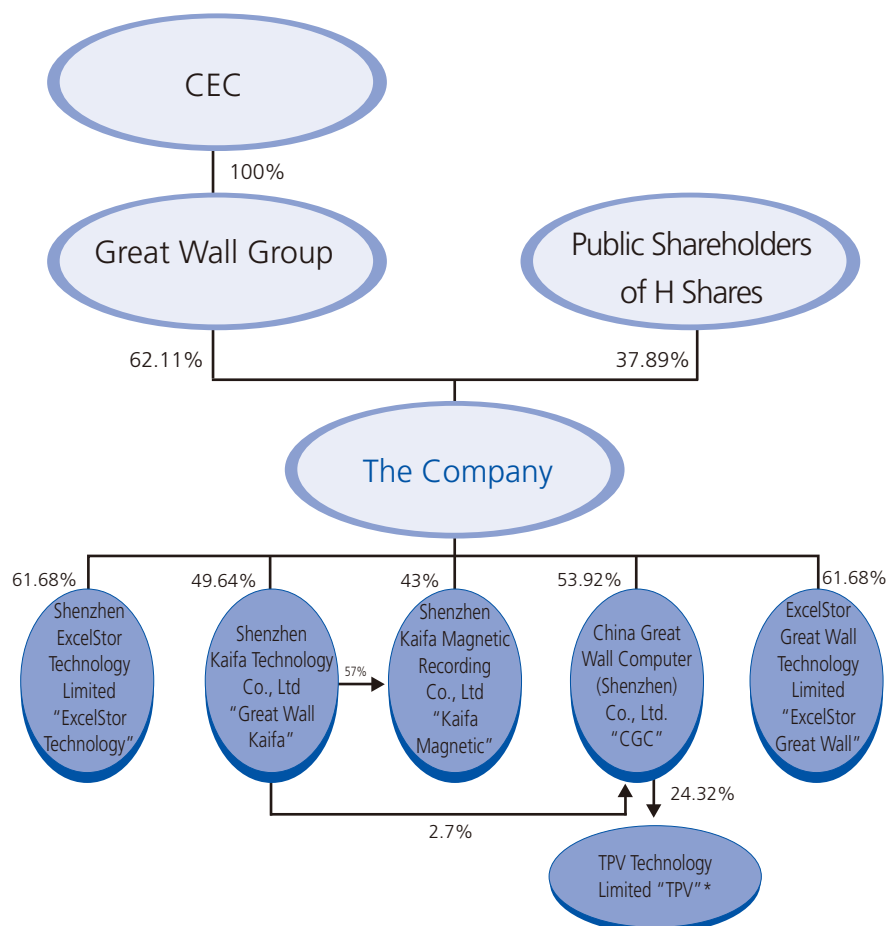 CEC
100%
Great Wall Group
Public Shareholders
of H Shares
62.11%
37.89%
The Company
61.68%
49.64%
43%
53.92%
61.68%
Shenzhen
ExcelStor
Technology
Limited
“ExcelStor
Technology”
Shenzhen
Kaifa Technology
Co., Ltd
“Great Wall
Kaifa”
57%
Shenzhen
Kaifa Magnetic
Recording
Co., Ltd
“Kaifa
Magnetic”
China Great
Wall Computer
(Shenzhen)
Co., Ltd.
“CGC”
ExcelStor
Great Wall
Technology
Limited
“ExcelStor
Great Wall”
2.7%
24.32%
TPV Technology
Limited “TPV”*